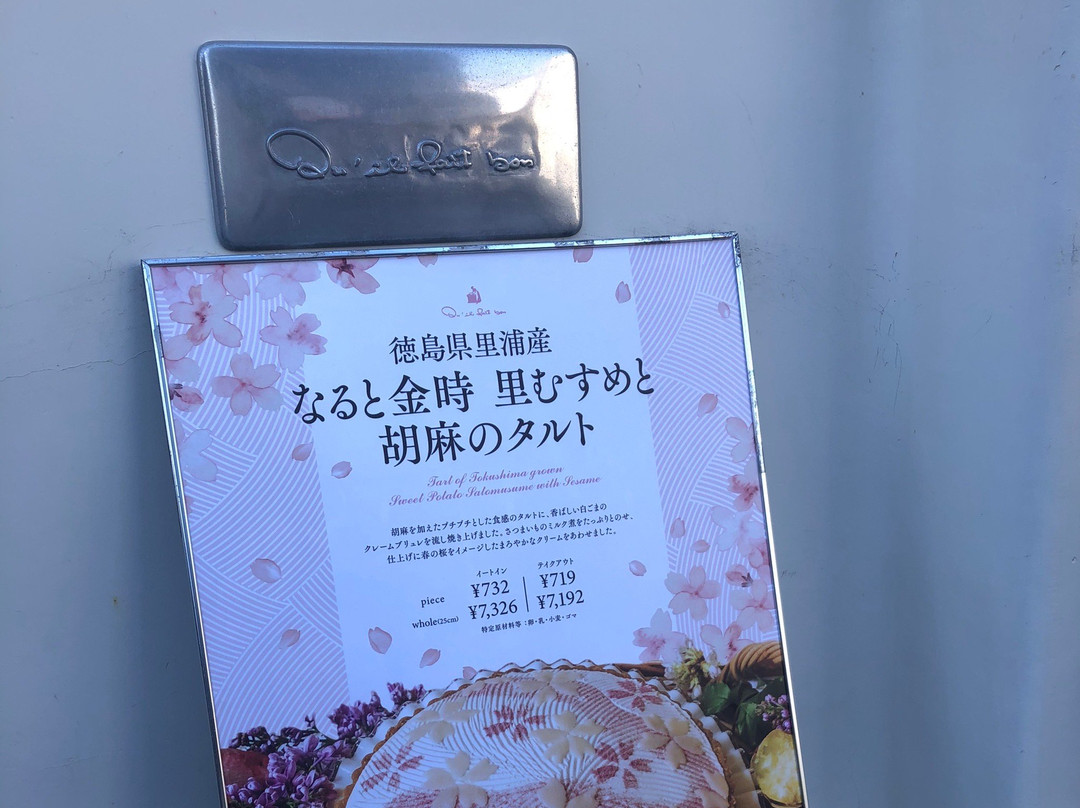 Qu'il fait bon
Qu'il fait bon
徳島県里浦産
なると金時 里むすめと
胡麻のタルト
Tart of Tokushima grown
Sweet Potato Satomusume with Sesame
胡麻を加えたプチプチとした食感のタルトに、香ばしい白ごまの
クレームブリュレを流し焼き上げました。さつまいものミルク煮をたっぷりとのせ、
仕上げに春の桜をイメージしたまろやかなクリームをあわせました。
イートイン テイクアウト
piece ¥732 ¥719
whole(25cm) ¥7,326 ¥7,192
特定原材料等：卵・乳・小麦・ゴマ